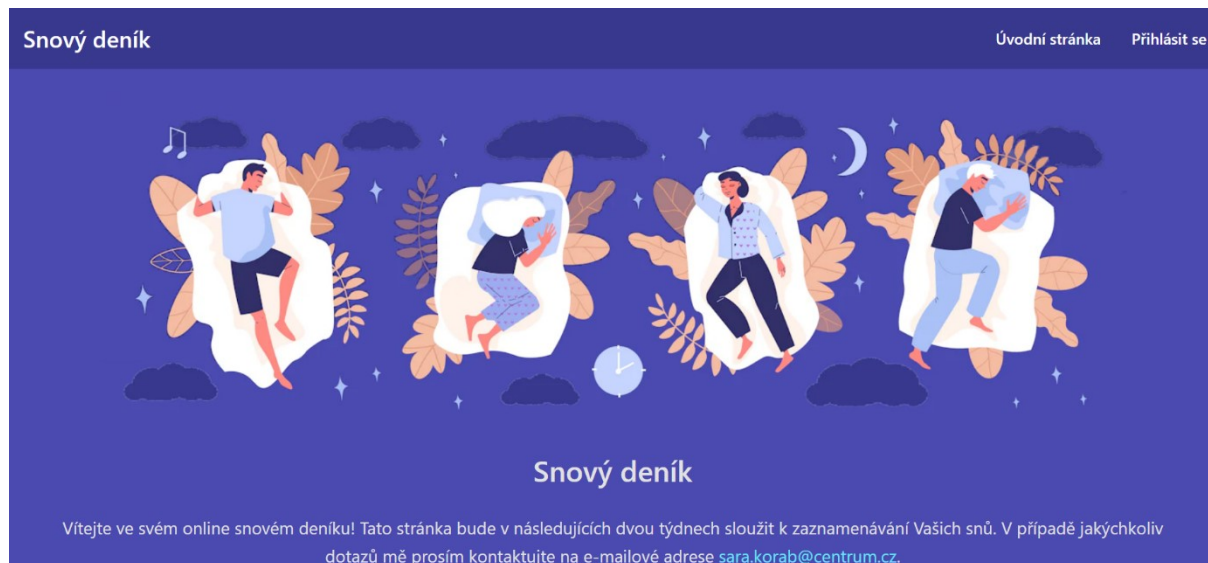 Snový deník
Úvodní stránka Přihlásit se
Snový deník
Vítejte ve svém online snovém deníku! Tato stránka bude v následujících dvou týdnech sloužit k zaznamenávání Vašich snů. V případě jakýchkoliv
dotazů mě prosím kontaktujte na e-mailové adrese sara.korab@centrum.cz.